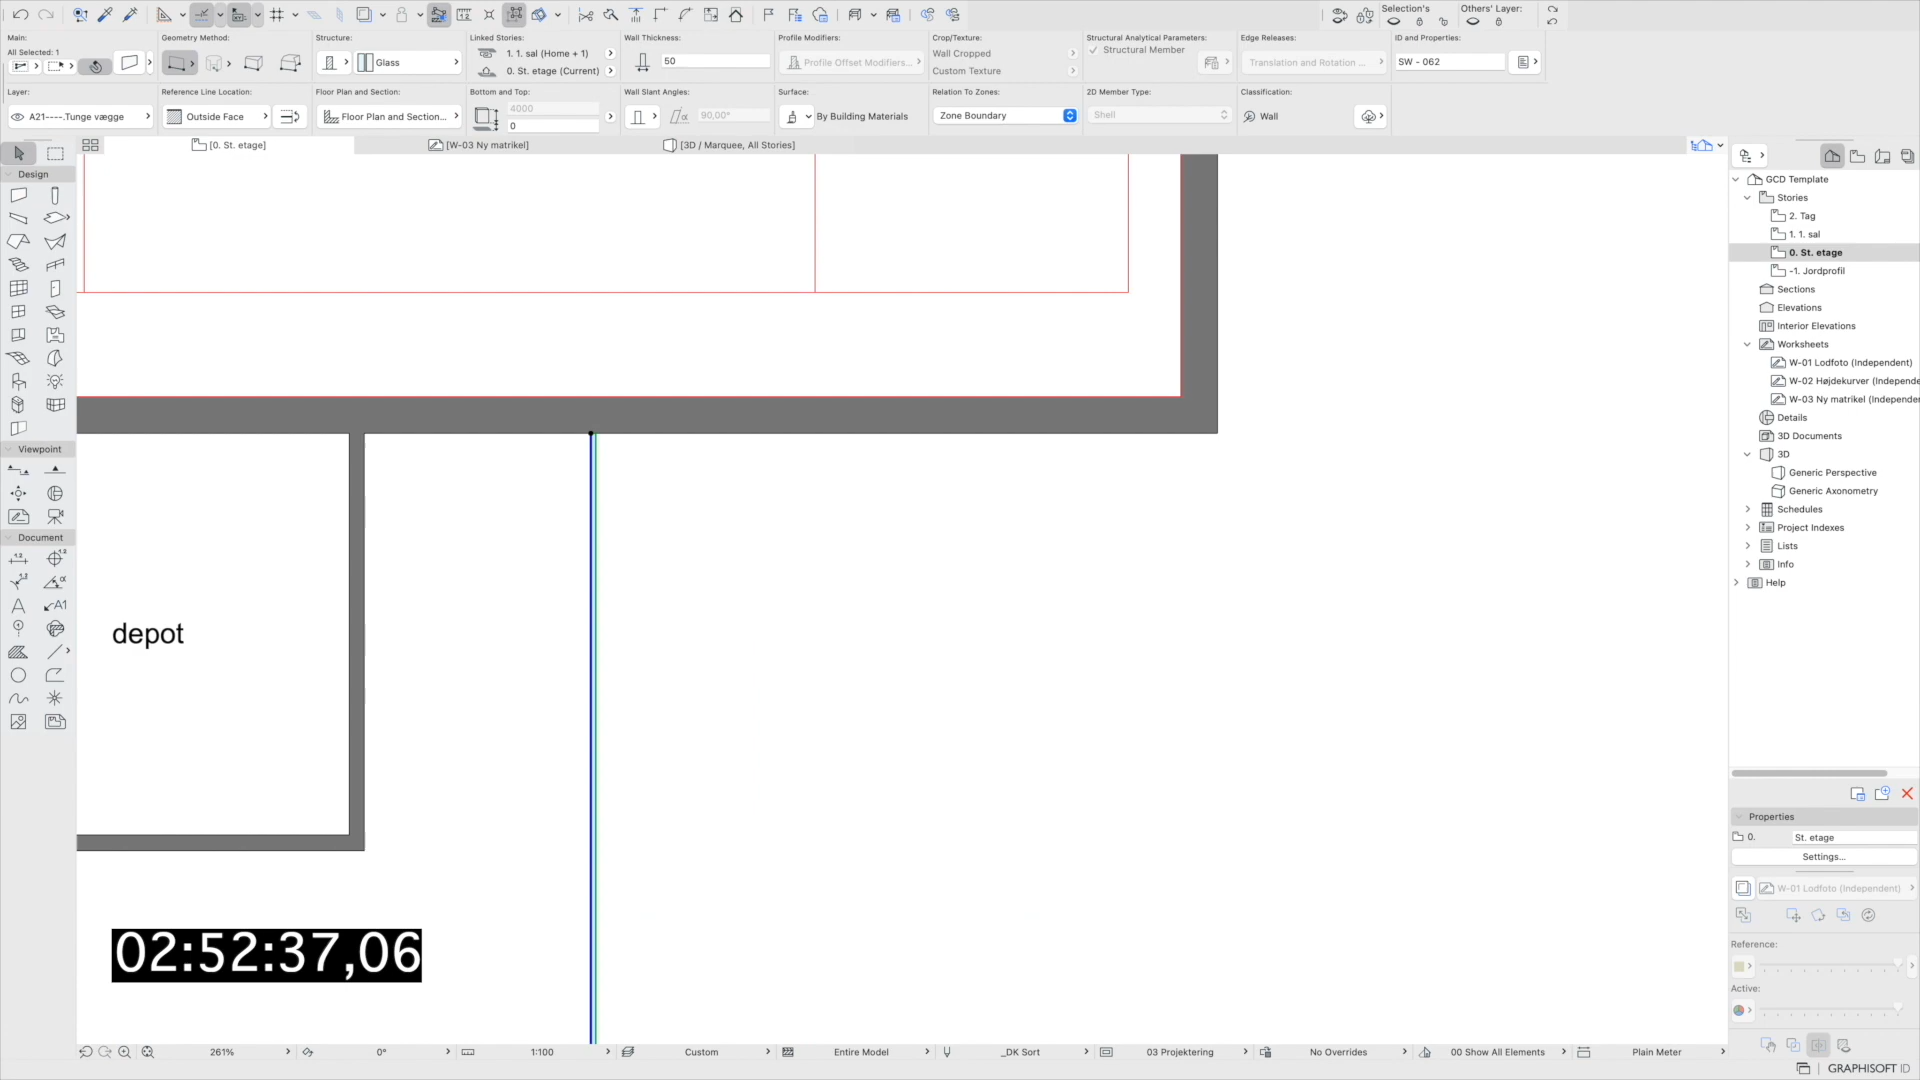 Selection's
Others' Layer:
Main:
All Selected: 1
Geometry Method:
Structure:
Glass
Linked Stories:
1. 1. sal (Home + 1)
0. St. etage (Current)
Wall Thickness:
50
Profile Modifiers:
Profile Offset Modifiers...
Crop/Texture:
Wall Cropped
Custom Texture
Structural Analytical Parameters:
Structural Member
Edge Releases:
Translation and Rotation ...
ID and Properties:
SW - 062
Layer:
A21----.Tunge vægge
Reference Line Location:
Outside Face
Floor Plan and Section:
Floor Plan and Section...
Bottom and Top:
4000
0
Wall Slant Angles:
90,00°
Surface:
By Building Materials
Relation To Zones:
Zone Boundary
2D Member Type:
Shell
Classification:
Wall
[0. St. etage]
[W-03 Ny matrikel]
[3D / Marquee, All Stories]
Design
Viewpoint
Document
depot
02:52:37,06
GCD Template
Stories
2. Tag
1. 1. sal
0. St. etage
-1. Jordprofil
Sections
Elevations
Interior Elevations
Worksheets
W-01 Lodfoto (Independent)
W-02 Højdekurver (Independe
W-03 Ny matrikel (Independer
Details
3D Documents
3D
Generic Perspective
Generic Axonometry
Schedules
Project Indexes
Lists
Info
Help
Properties
0.
St. etage
Settings...
W-01 Lodfoto (Independent)
Reference:
Active:
261%
0°
1:100
Custom
Entire Model
_DK Sort
03 Projektering
No Overrides
00 Show All Elements
Plain Meter
GRAPHISOFT ID